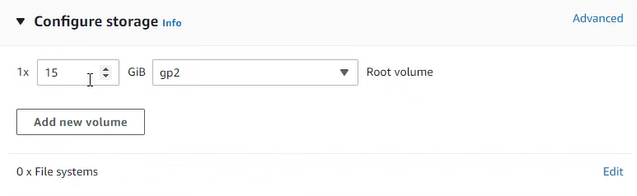 Configure storage Info
Advanced
1x 15 GiB gp2 Root volume
Add new volume
0 x File systems
Edit